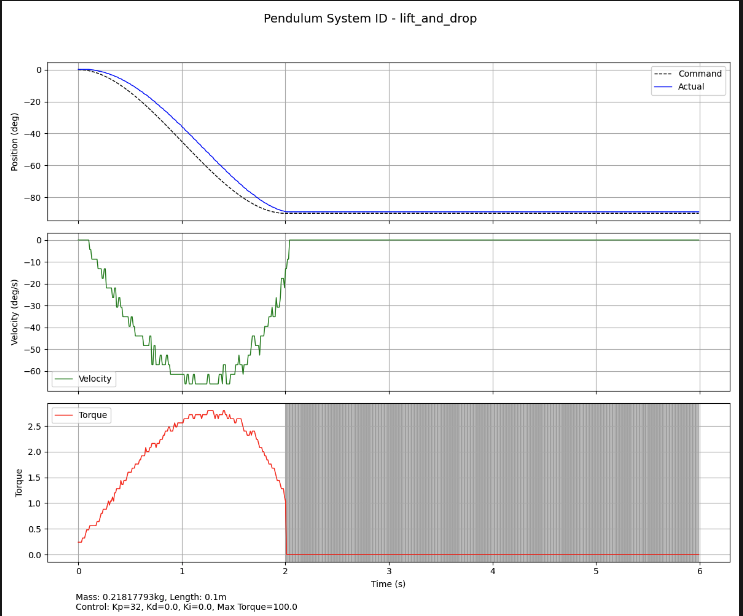 Pendulum System ID - lift_and_drop
Command
Actual
Position (deg)
0
−20
−40
−60
−80
Velocity (deg/s)
0
−10
−20
−30
−40
−50
−60
Velocity
Torque
Torque
2.5
2.0
1.5
1.0
0.5
0.0
0 1 2 3 4 5 6
Time (s)
Mass: 0.21817793kg, Length: 0.1m
Control: Kp=32, Kd=0.0, Ki=0.0, Max Torque=100.0